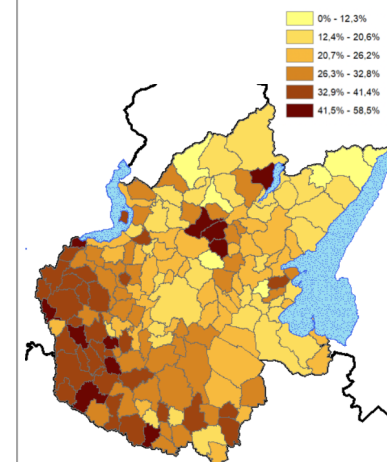 0% - 12,3%
12,4% - 20,6%
20,7% - 26,2%
26,3% - 32,8%
32,9% - 41,4%
41,5% - 58,5%